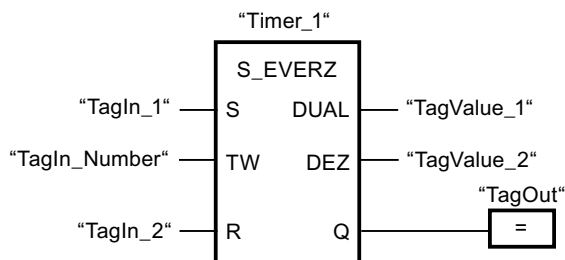 “Timer_1“
S_EVERZ
“TagIn_1“ S DUAL “TagValue_1“
“TagIn_Number“ TW DEZ “TagValue_2“
“TagOut“
“TagIn_2“ R Q =